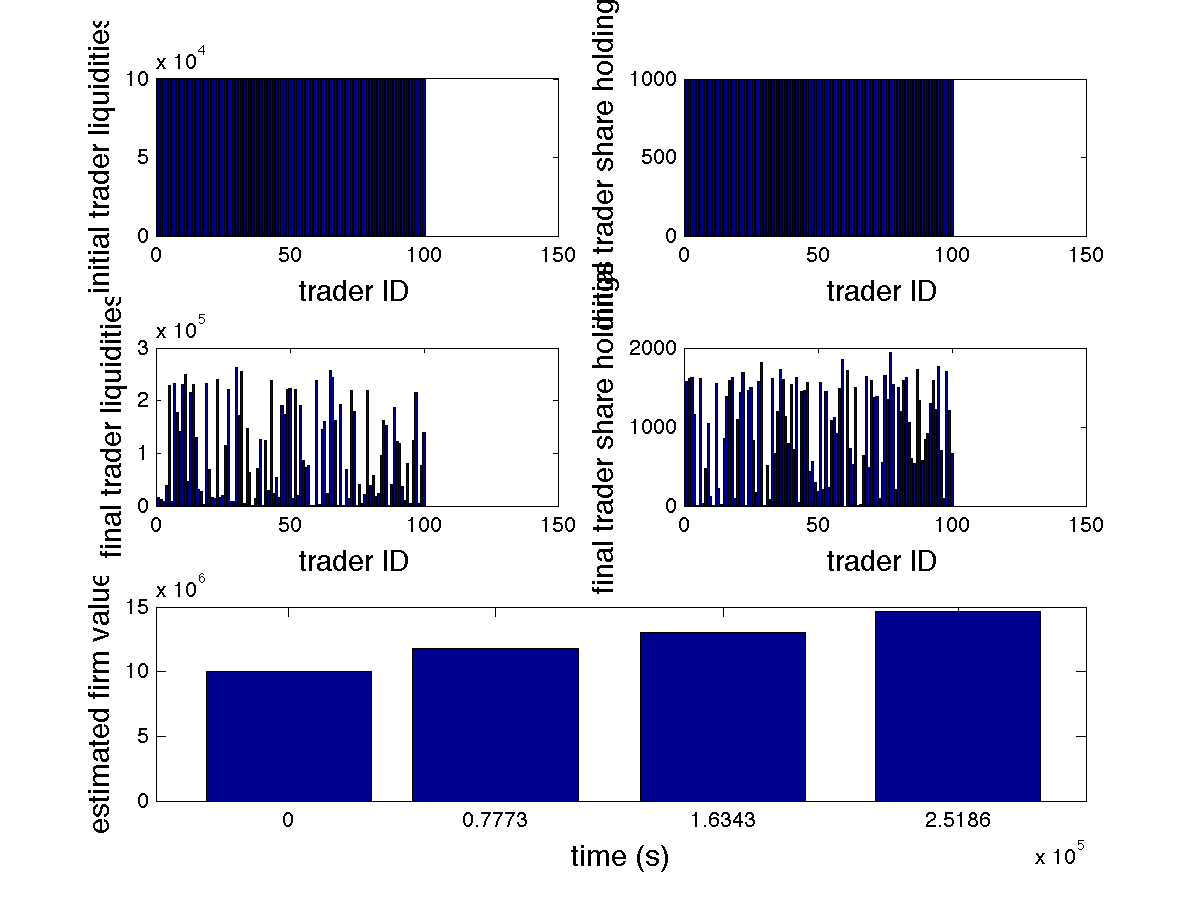 initial trader liquidities
x 10^4
10
5
0
0 50 100 150
trader ID
1000
500
0
0 50 100 150
trader ID
final trader liquidities
x 10^5
3
2
1
0
0 50 100 150
trader ID
final trader share holdings
2000
1000
0
0 50 100 150
trader ID
estimated firm value
x 10^6
15
10
5
0
0 0.7773 1.6343 2.5186
time (s)
x 10^5
trader share holding